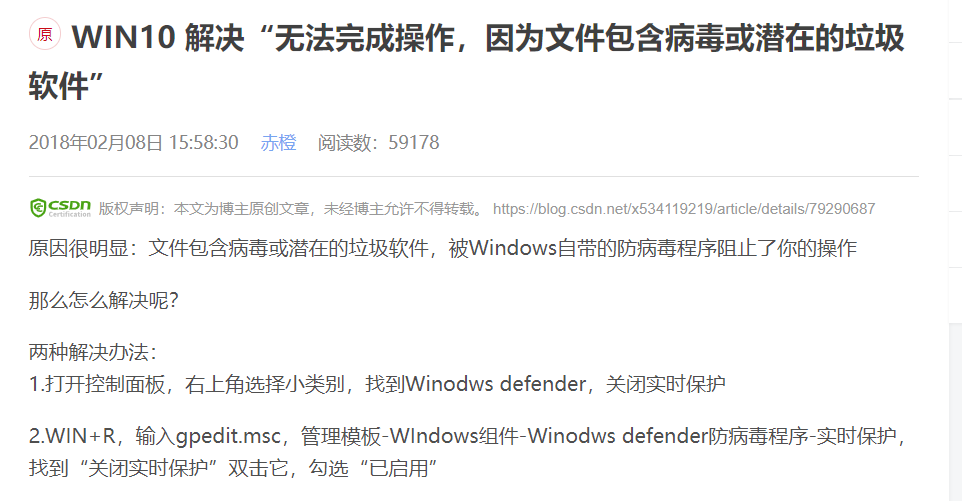 原 WIN10 解决“无法完成操作，因为文件包含病毒或潜在的垃圾
软件”
2018年02月08日 15:58:30 赤橙 阅读数：59178
CSDN Certification 版权声明：本文为博主原创文章，未经博主允许不得转载。 https://blog.csdn.net/x534119219/article/details/79290687
原因很明显：文件包含病毒或潜在的垃圾软件，被Windows自带的防病毒程序阻止了你的操作
那么怎么解决呢？
两种解决办法：
1.打开控制面板，右上角选择小类别，找到Winodws defender，关闭实时保护
2.WIN+R，输入gpedit.msc，管理模板-WIndows组件-Winodws defender防病毒程序-实时保护，
找到“关闭实时保护”双击它，勾选“已启用”